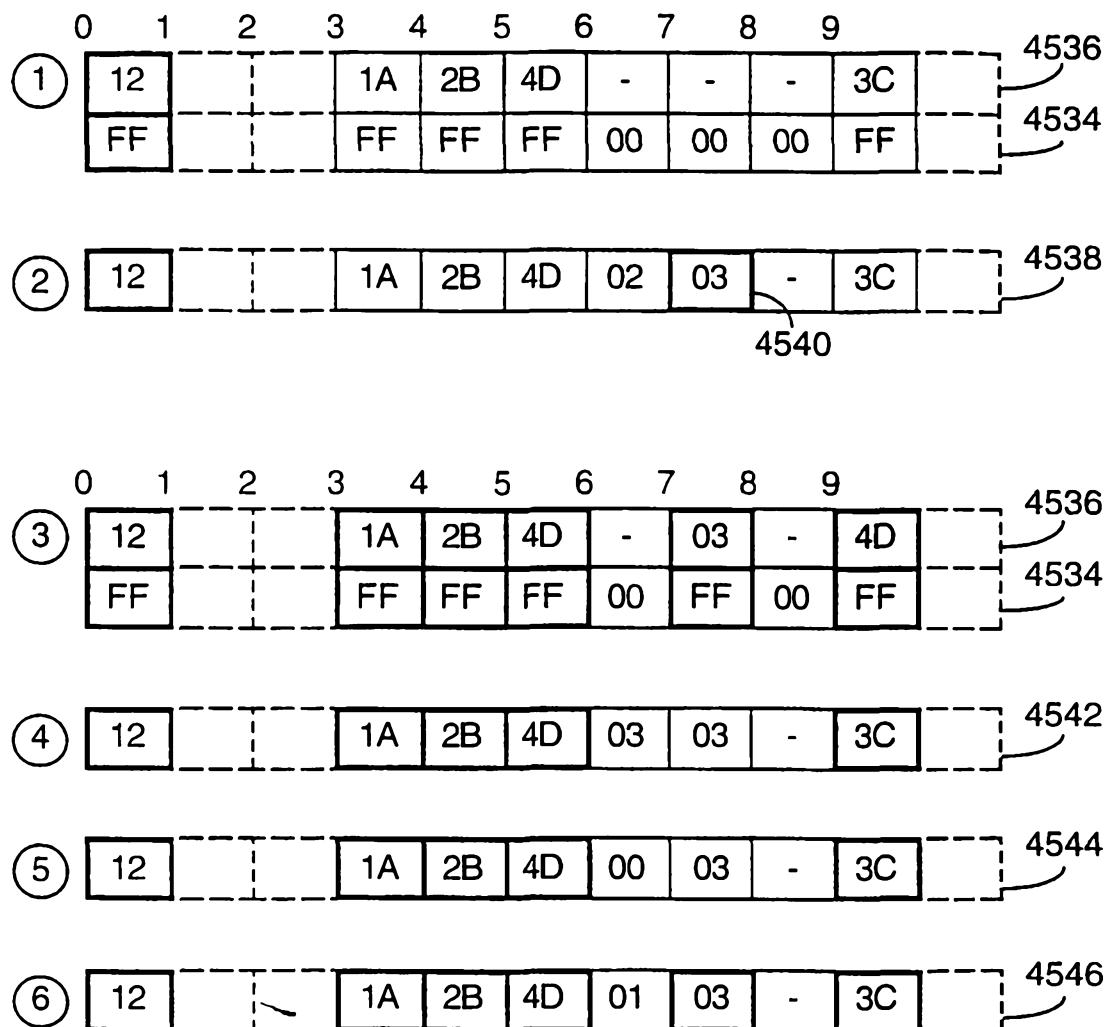 0 1 2 3 4 5 6 7 8 9
1 12 1A 2B 4D - - - 3C 4536
FF FF FF FF 00 00 00 FF 4534
2 12 1A 2B 4D 02 03 - 3C 4538
4540
0 1 2 3 4 5 6 7 8 9
3 12 1A 2B 4D - 03 - 4D 4536
FF FF FF FF 00 FF 00 FF 4534
4 12 1A 2B 4D 03 03 - 3C 4542
5 12 1A 2B 4D 00 03 - 3C 4544
6 12 1A 2B 4D 01 03 - 3C 4546